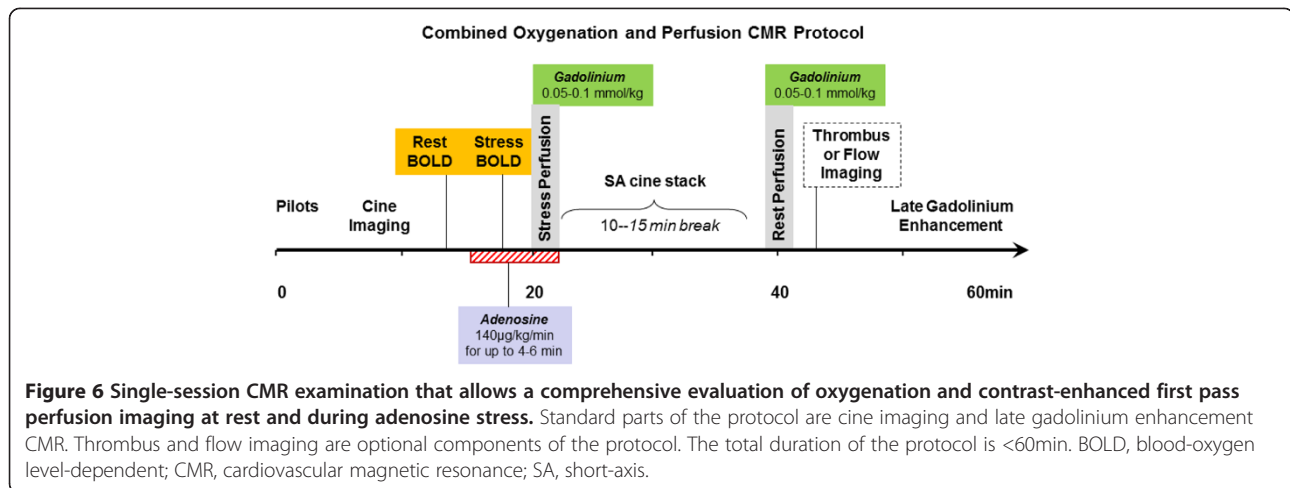 Combined Oxygenation and Perfusion CMR Protocol
Gadolinium
0.05-0.1 mmol/kg
Gadolinium
0.05-0.1 mmol/kg
Rest
BOLD
Stress
BOLD
Stress Perfusion
SA cine stack
10--15 min break
Rest Perfusion
Thrombus
or Flow
Imaging
Pilots
Cine
Imaging
Late Gadolinium
Enhancement
0
20
40
60min
Adenosine
140µg/kg/min
for up to 4-6 min
Figure 6 Single-session CMR examination that allows a comprehensive evaluation of oxygenation and contrast-enhanced first pass
perfusion imaging at rest and during adenosine stress. Standard parts of the protocol are cine imaging and late gadolinium enhancement
CMR. Thrombus and flow imaging are optional components of the protocol. The total duration of the protocol is <60min. BOLD, blood-oxygen
level-dependent; CMR, cardiovascular magnetic resonance; SA, short-axis.